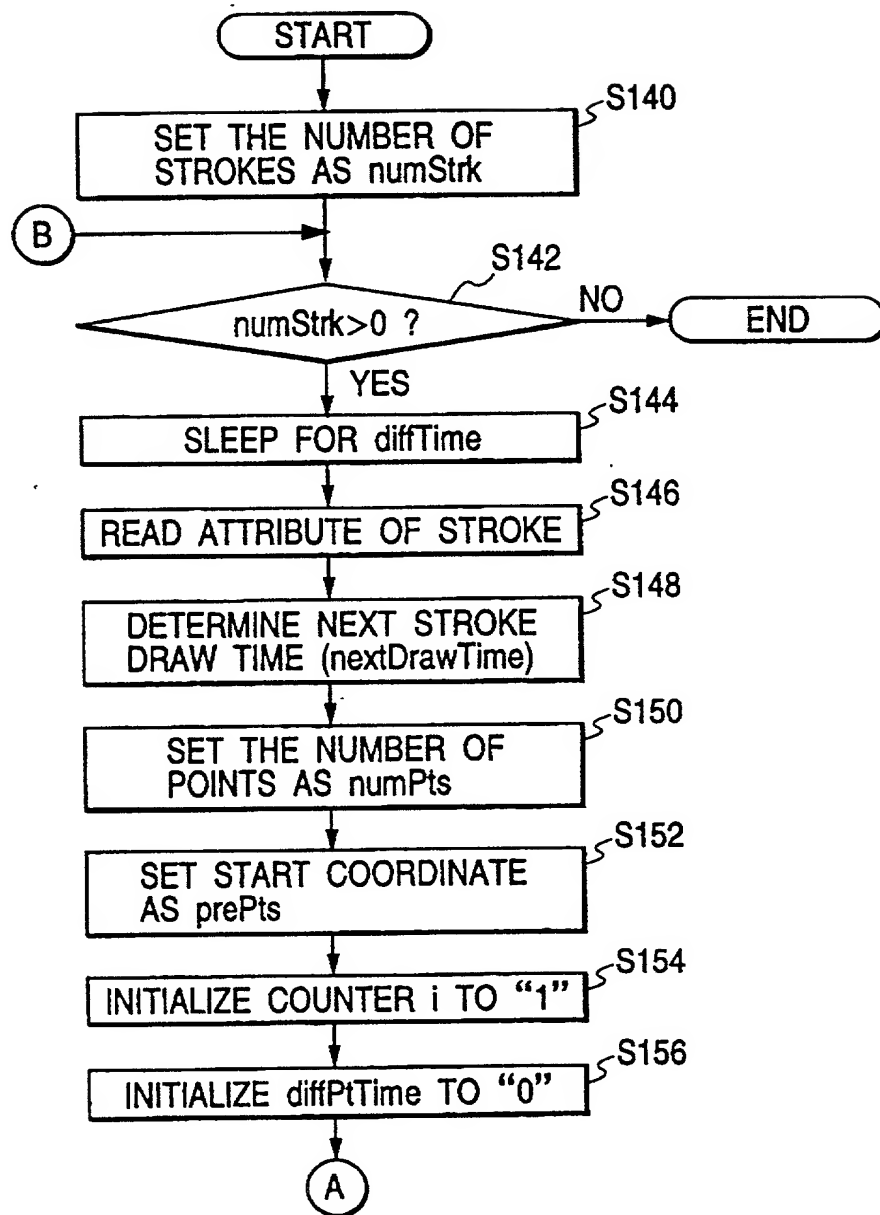 START
S140
SET THE NUMBER OF
STROKES AS numStrk
B
S142
numStrk>0 ?
NO
END
YES
S144
SLEEP FOR diffTime
S146
READ ATTRIBUTE OF STROKE
S148
DETERMINE NEXT STROKE
DRAW TIME (nextDrawTime)
S150
SET THE NUMBER OF
POINTS AS numPts
S152
SET START COORDINATE
AS prePts
S154
INITIALIZE COUNTER i TO “1”
S156
INITIALIZE diffPtTime TO “0”
A